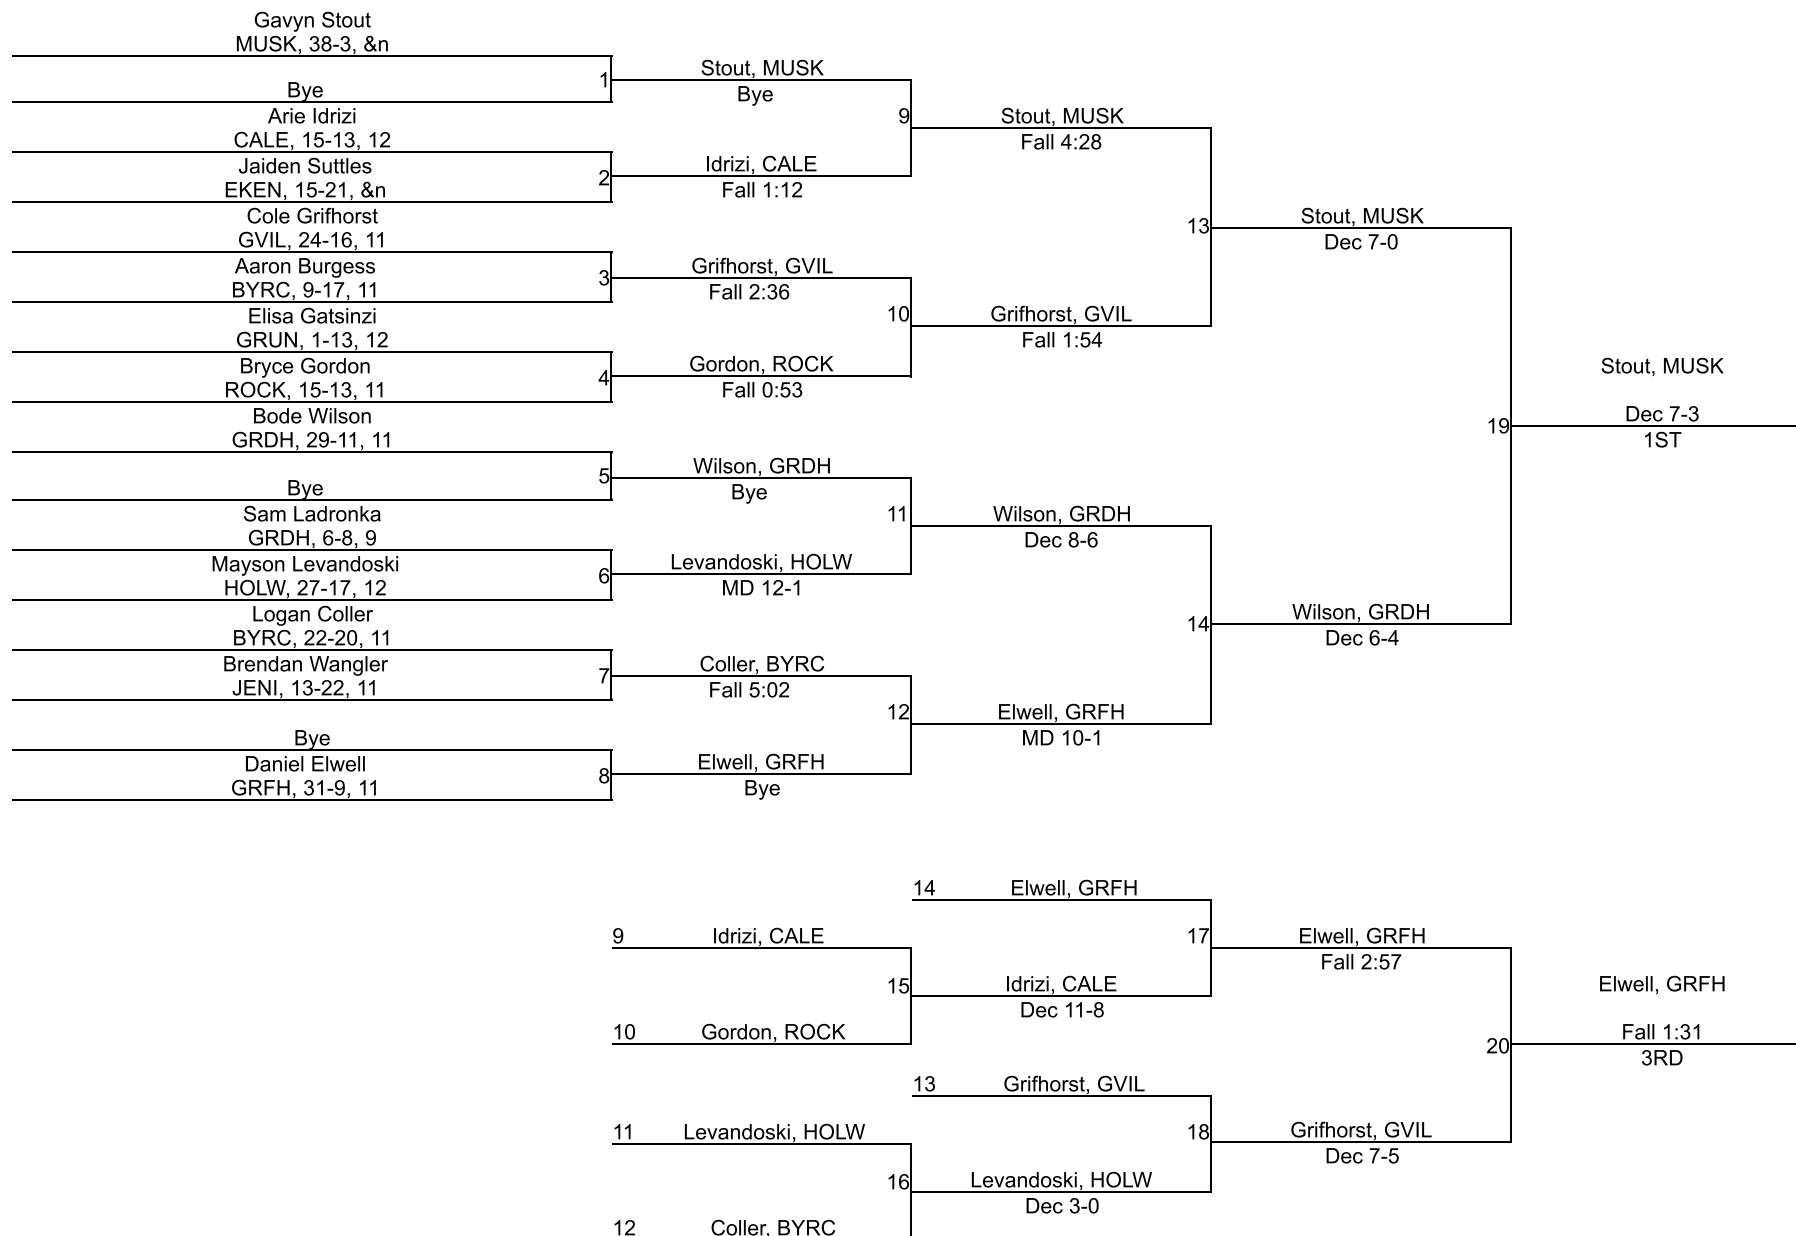 Gavyn Stout
MUSK, 38-3, &n
1
Bye
Arie Idrizi
CALE, 15-13, 12
2
Jaiden Suttles
EKEN, 15-21, &n
Cole Grifhorst
GVIL, 24-16, 11
3
Aaron Burgess
BYRC, 9-17, 11
Elisa Gatsinzi
GRUN, 1-13, 12
4
Bryce Gordon
ROCK, 15-13, 11
Bode Wilson
GRDH, 29-11, 11
5
Bye
Sam Ladronka
GRDH, 6-8, 9
6
Mayson Levandoski
HOLW, 27-17, 12
Logan Coller
BYRC, 22-20, 11
7
Brendan Wangler
JENI, 13-22, 11
Bye
8
Daniel Elwell
GRFH, 31-9, 11
Stout, MUSK
Bye
9
Idrizi, CALE
Fall 1:12
Grifhorst, GVIL
Fall 2:36
10
Gordon, ROCK
Fall 0:53
Wilson, GRDH
Bye
11
Levandoski, HOLW
MD 12-1
Coller, BYRC
Fall 5:02
12
Elwell, GRFH
Bye
Stout, MUSK
Fall 4:28
13
Grifhorst, GVIL
Fall 1:54
Wilson, GRDH
Dec 8-6
14
Elwell, GRFH
MD 10-1
Stout, MUSK
Dec 7-0
19
Wilson, GRDH
Dec 6-4
Stout, MUSK
Dec 7-3
1ST
14 Elwell, GRFH
9 Idrizi, CALE
15
10 Gordon, ROCK
17
Idrizi, CALE
Dec 11-8
13 Grifhorst, GVIL
11 Levandoski, HOLW
16
12 Coller, BYRC
18
Levandoski, HOLW
Dec 3-0
Elwell, GRFH
Fall 2:57
20
Grifhorst, GVIL
Dec 7-5
Elwell, GRFH
Fall 1:31
3RD